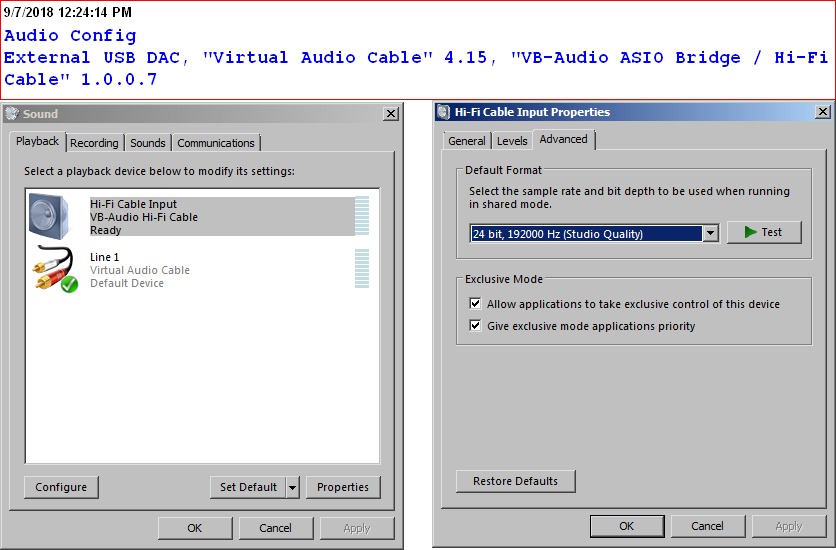 9/7/2018 12:24:14 PM
Audio Config
External USB DAC, "Virtual Audio Cable" 4.15, "VB-Audio ASIO Bridge / Hi-Fi
Cable" 1.0.0.7
Sound
Playback Recording Sounds Communications
Select a playback device below to modify its settings:
Hi-Fi Cable Input
VB-Audio Hi-Fi Cable
Ready
Line 1
Virtual Audio Cable
Default Device
Configure Set Default Properties
OK Cancel Apply
Hi-Fi Cable Input Properties
General Levels Advanced
Default Format
Select the sample rate and bit depth to be used when running
in shared mode.
24 bit, 192000 Hz (Studio Quality) Test
Exclusive Mode
Allow applications to take exclusive control of this device
Give exclusive mode applications priority
Restore Defaults
OK Cancel Apply